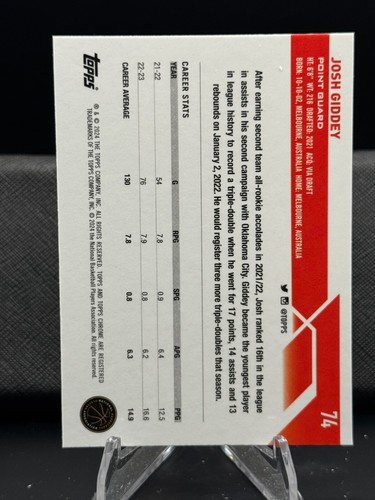 JOSH GIDDEY
POINT GUARD
HT: 6'8" WT: 216 DRAFTED: 2021 ACQ: VIA DRAFT
BORN: 10-10-02, MELBOURNE, AUSTRALIA HOME: MELBOURNE, AUSTRALIA
@TOPPS
74
After earning second team all-rookie accolades in 2021/22, Josh ranked 16th in the league
in assists in his second campaign with Oklahoma City. Giddey became the youngest player
in league history to record a triple-double when he went for 17 points, 14 assists and 13
rebounds on January 2, 2022. He would register three more triple-doubles that season.
CAREER STATS
YEAR G RPG SPG APG PPG
21-22 54 7.8 0.9 6.4 12.5
22-23 76 7.9 0.8 6.2 16.6
CAREER AVERAGE 130 7.8 0.8 6.3 14.9
topps
® & © 2024 THE TOPPS COMPANY, INC. ALL RIGHTS RESERVED. TOPPS AND TOPPS CHROME ARE REGISTERED
TRADEMARKS OF THE TOPPS COMPANY, INC. © 2024 the National Basketball Players Association. All rights reserved.